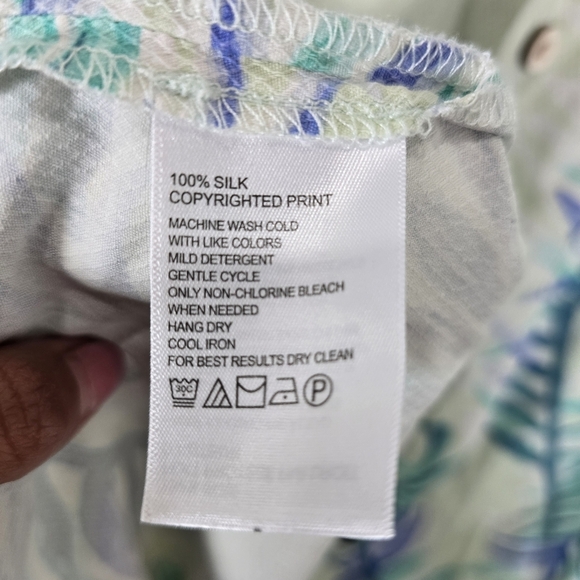 100% SILK
COPYRIGHTED PRINT
MACHINE WASH COLD
WITH LIKE COLORS
MILD DETERGENT
GENTLE CYCLE
ONLY NON-CHLORINE BLEACH
WHEN NEEDED
HANG DRY
COOL IRON
FOR BEST RESULTS DRY CLEAN
30C P